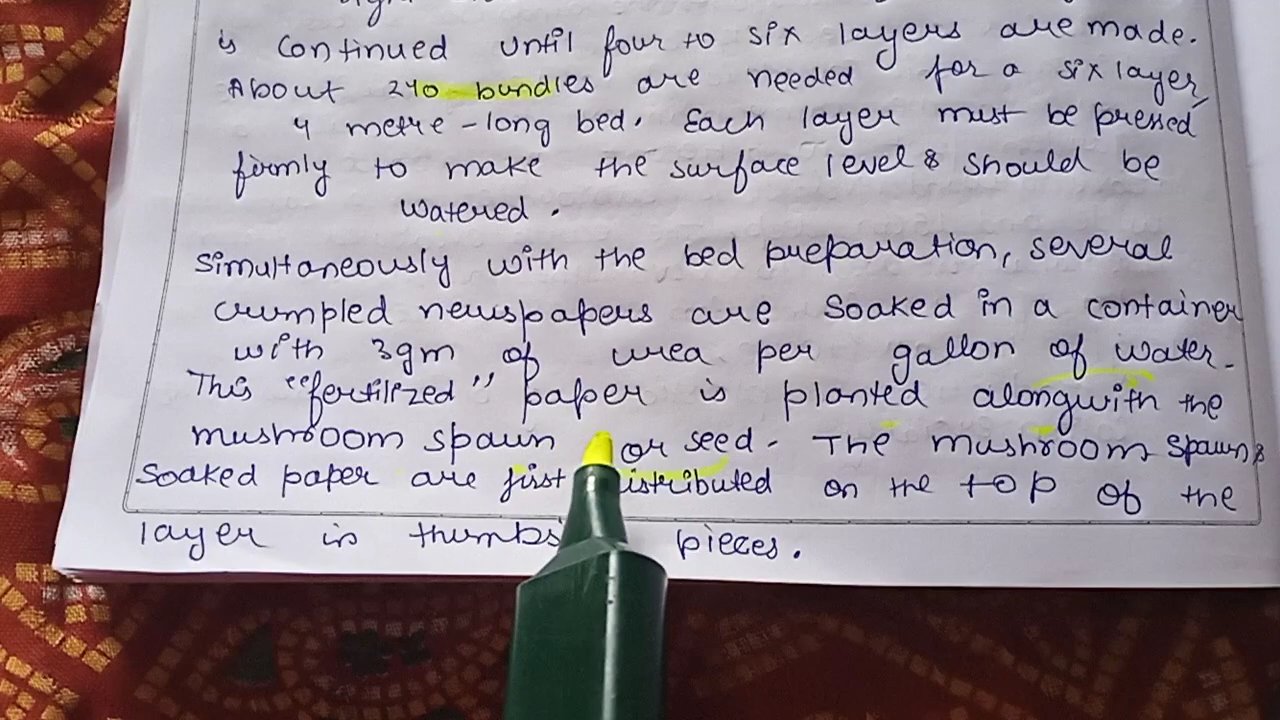 is continued until four to six layers are made.
About 240 bundles are needed for a six layer,
4 metre-long bed. Each layer must be pressed
firmly to make the surface level & should be
watered.
Simultaneously with the bed preparation, several
crumpled newspapers are soaked in a container
with 3gm of urea per gallon of water.
This "fertilized" paper is planted alongwith the
mushroom spawn or seed. The mushroom spawn &
soaked paper are first distributed on the top of the
layer in pieces.